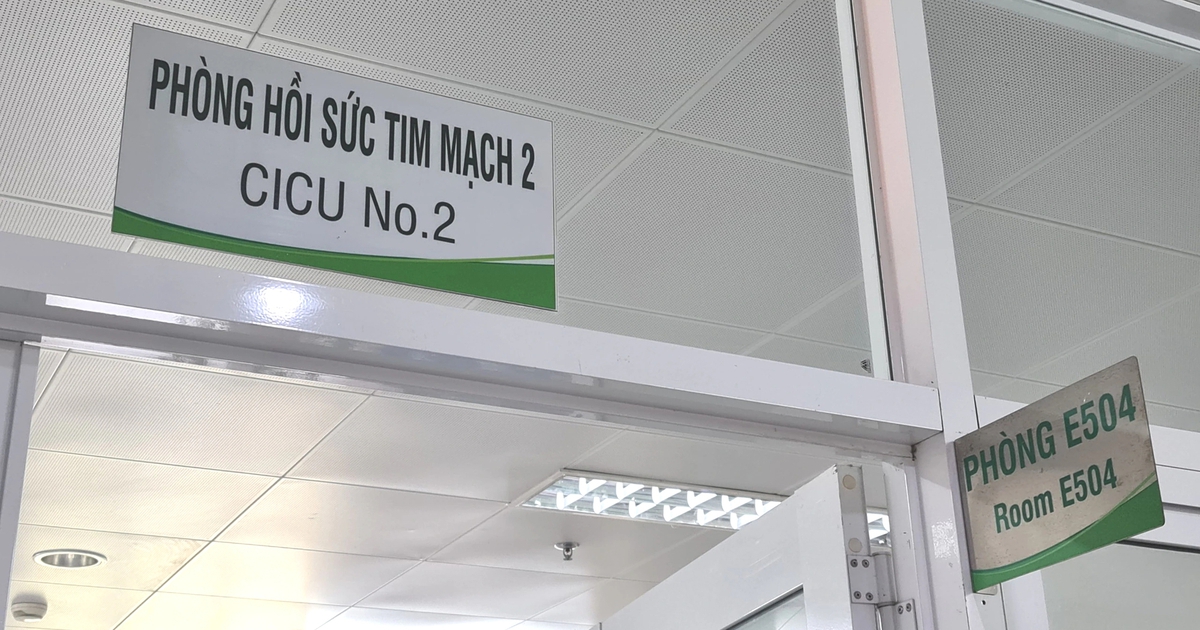 PHÒNG HỒI SỨC TIM MẠCH 2
CICU No.2
PHÒNG E504
Room E504